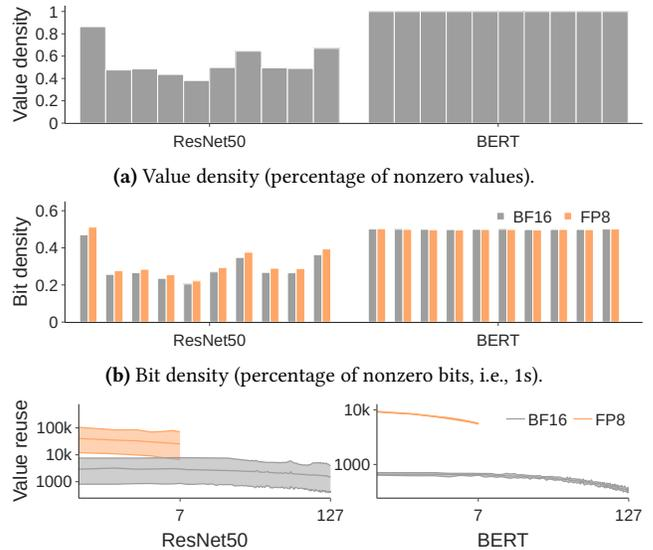 Value density
1
0.8
0.6
0.4
0.2
0
ResNet50 BERT
(a) Value density (percentage of nonzero values).
Bit density
0.6
0.4
0.2
0
BF16 FP8
ResNet50 BERT
(b) Bit density (percentage of nonzero bits, i.e., 1s).
Value reuse
100k
10k
1000
7 127
ResNet50
10k
1000
BF16 FP8
7 127
BERT